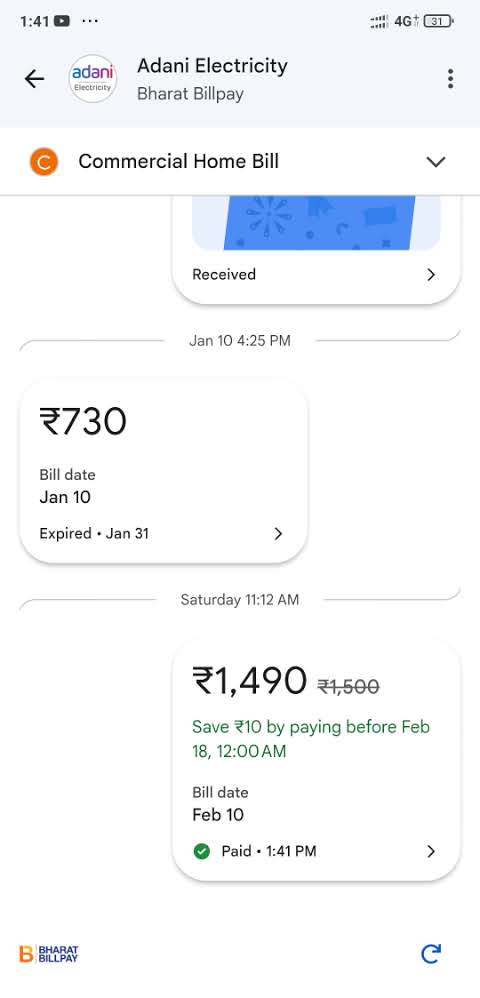 1:41 ... 4G+ 31
adani
Electricity
Adani Electricity
Bharat Billpay
C Commercial Home Bill
Received
Jan 10 4:25 PM
₹730
Bill date
Jan 10
Expired • Jan 31
Saturday 11:12 AM
₹1,490 ₹1,500
Save ₹10 by paying before Feb
18, 12:00 AM
Bill date
Feb 10
Paid • 1:41 PM
B BHARAT
BILLPAY